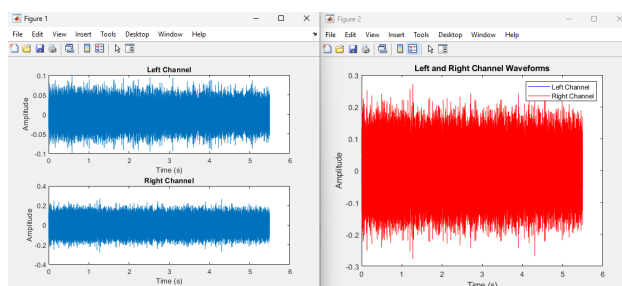 Figure 1
File Edit View Insert Tools Desktop Window Help
Left Channel
0.1
0.05
0
-0.05
-0.1
Amplitude
0 1 2 3 4 5 6
Time (s)
Right Channel
0.4
0.2
0
-0.2
-0.4
Amplitude
0 1 2 3 4 5 6
Time (s)
Figure 2
File Edit View Insert Tools Desktop Window Help
Left and Right Channel Waveforms
Left Channel
Right Channel
0.3
0.2
0.1
0
-0.1
-0.2
-0.3
Amplitude
0 1 2 3 4 5 6
Time (s)